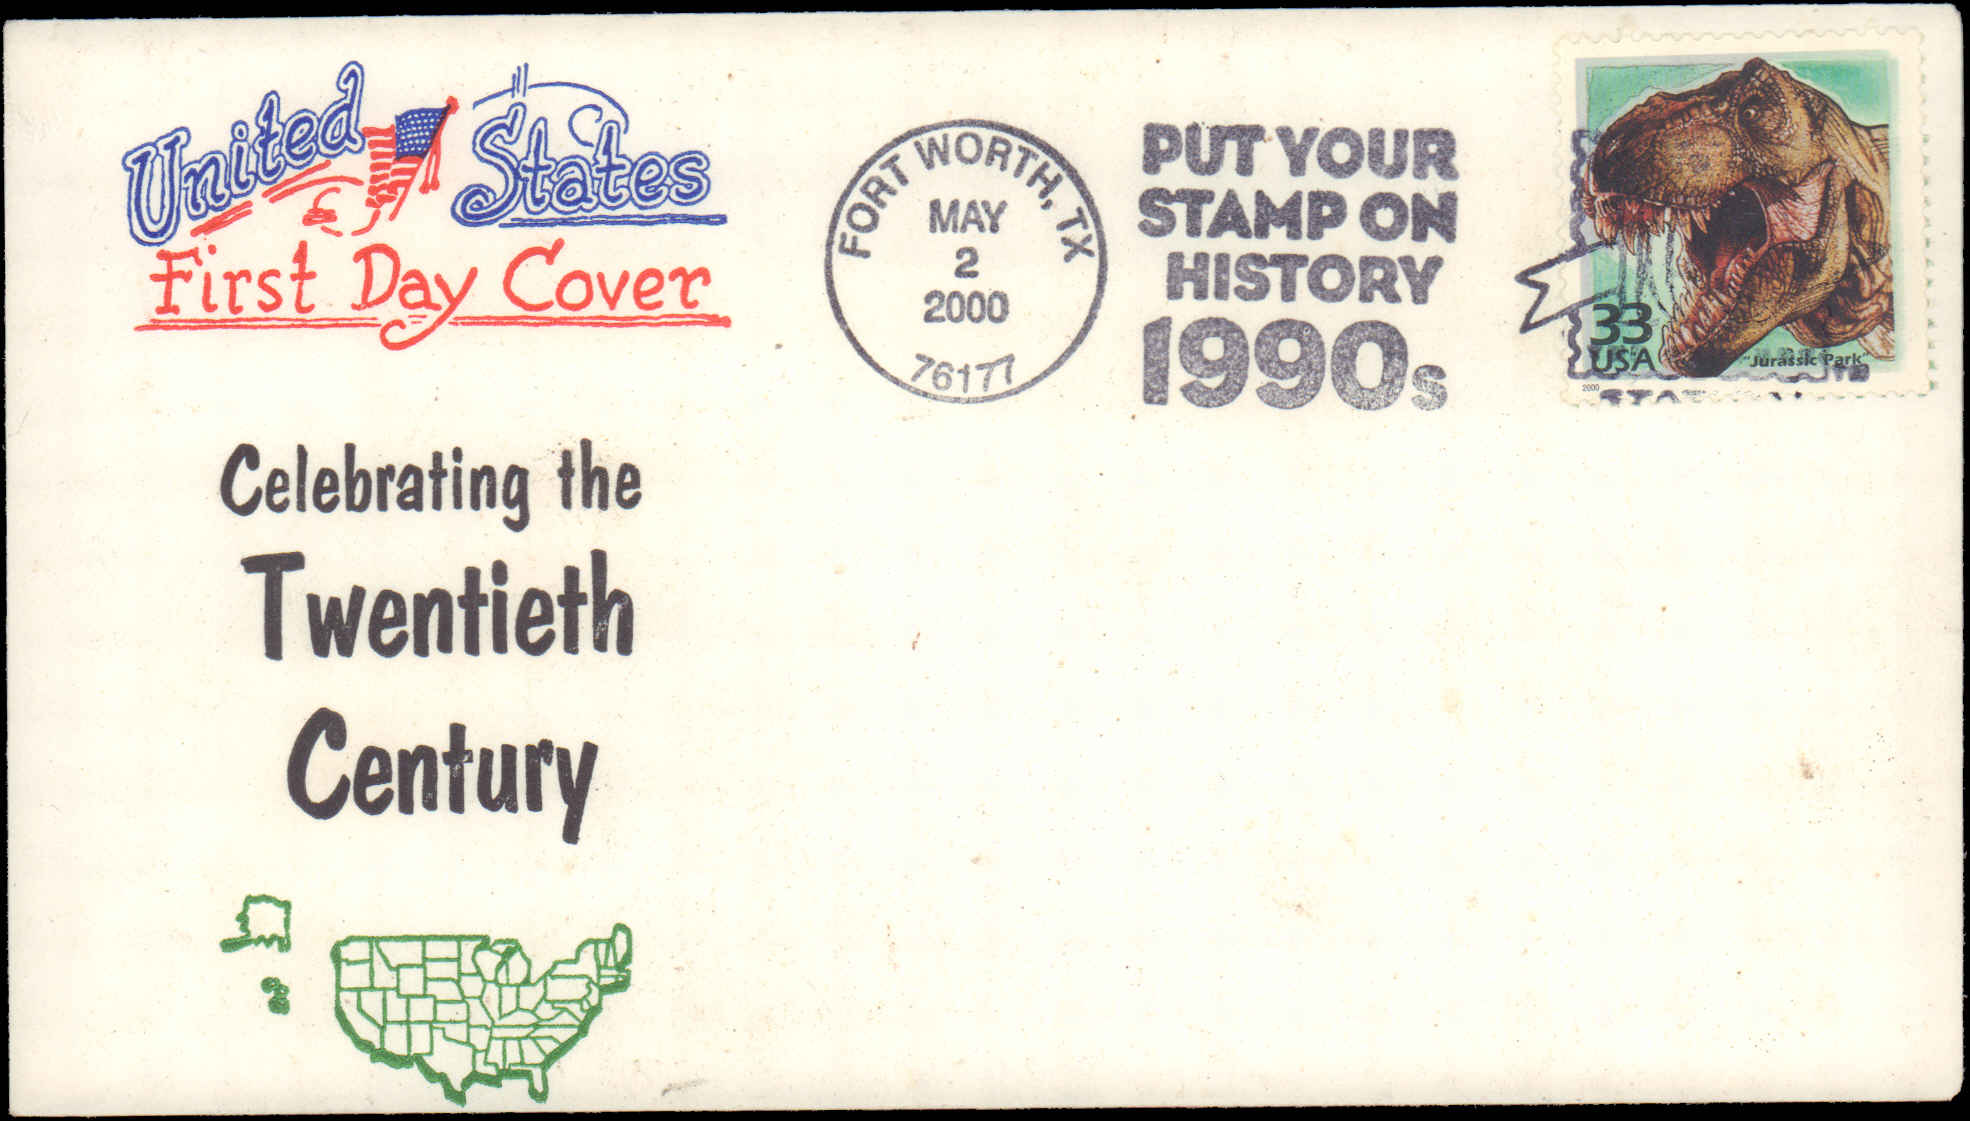 United States
First Day Cover
FORT WORTH, TX
MAY
2
2000
76177
PUT YOUR
STAMP ON
HISTORY
1990s
33
USA
"Jurassic Park"
2000
Celebrating the
Twentieth
Century